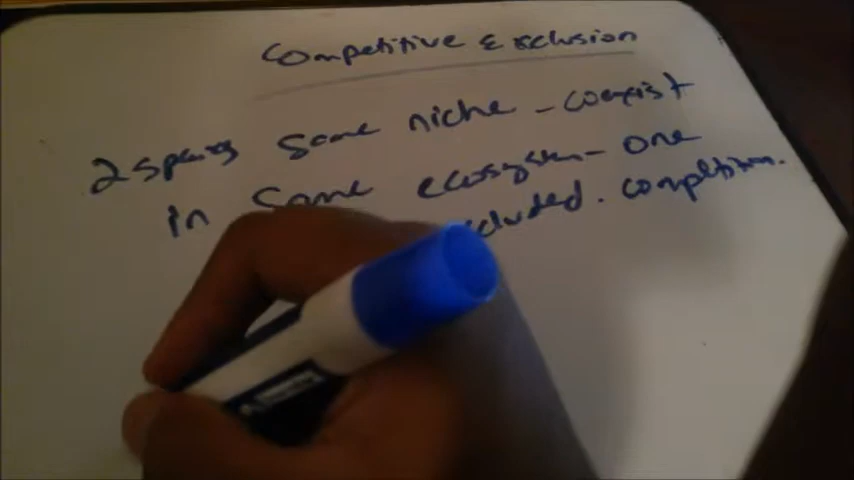 Competitive Exclusion
2 species same niche - coexist
in same ecosystem - one
excluded. competition.